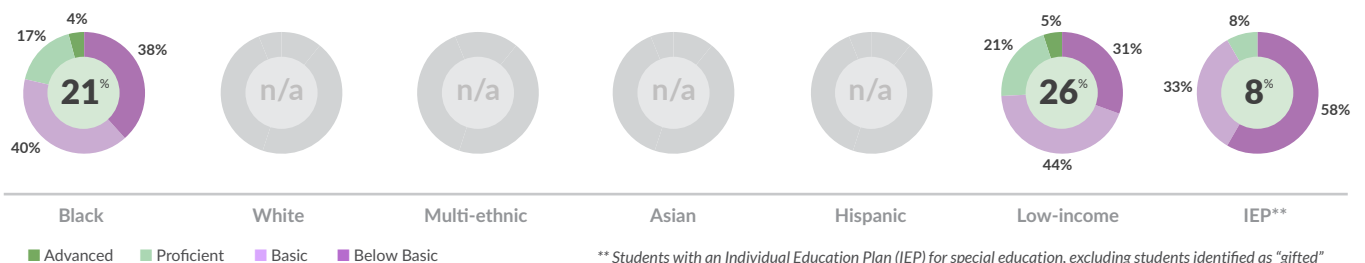 4%
17%
38%
21%
40%
n/a
n/a
n/a
n/a
5%
21%
31%
26%
44%
8%
33%
8%
58%
Black
White
Multi-ethnic
Asian
Hispanic
Low-income
IEP**
Advanced
Proficient
Basic
Below Basic
** Students with an Individual Education Plan (IEP) for special education, excluding students identified as “gifted”